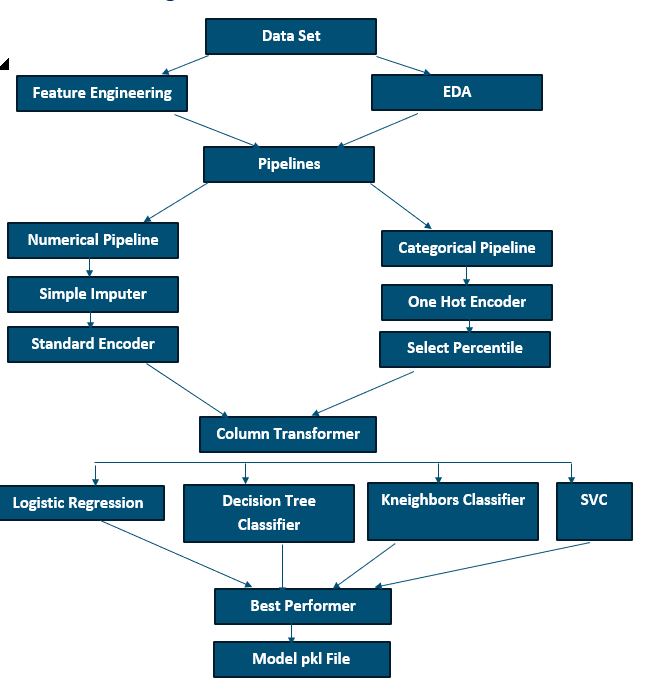 Data Set
Feature Engineering
EDA
Pipelines
Numerical Pipeline
Categorical Pipeline
Simple Imputer
One Hot Encoder
Standard Encoder
Select Percentile
Column Transformer
Logistic Regression
Decision Tree
Classifier
Kneighbors Classifier
SVC
Best Performer
Model pkl File